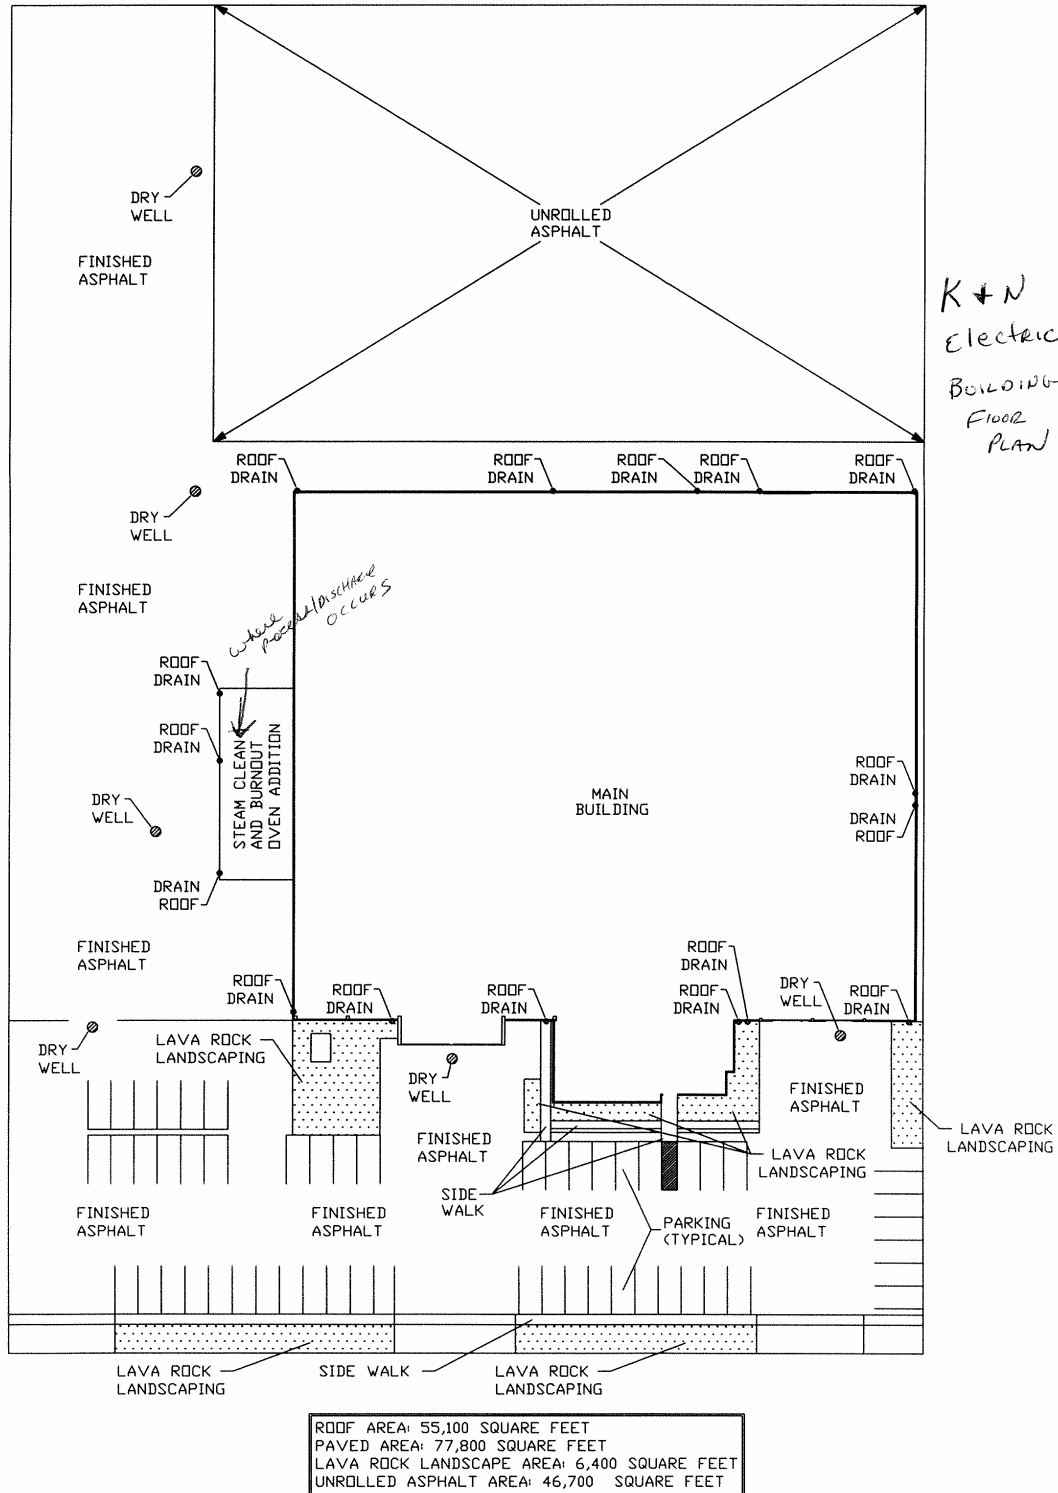 DRY
WELL
UNROLLED
ASPHALT
FINISHED
ASPHALT
K + N
Electric
BUILDING
FLOOR
PLAN
ROOF
DRAIN
ROOF
DRAIN
ROOF
DRAIN
ROOF
DRAIN
ROOF
DRAIN
DRY
WELL
FINISHED
ASPHALT
where
process/DISCHARGE
OCCURS
ROOF
DRAIN
ROOF
DRAIN
STEAM CLEAN
AND BURNOUT
OVEN ADDITION
MAIN
BUILDING
ROOF
DRAIN
DRAIN
ROOF
DRY
WELL
DRAIN
ROOF
FINISHED
ASPHALT
ROOF
DRAIN
ROOF
DRAIN
ROOF
DRAIN
ROOF
DRAIN
ROOF
DRAIN
DRY
WELL
ROOF
DRAIN
DRY
WELL
LAVA ROCK
LANDSCAPING
DRY
WELL
FINISHED
ASPHALT
FINISHED
ASPHALT
LAVA ROCK
LANDSCAPING
LAVA ROCK
LANDSCAPING
SIDE
WALK
FINISHED
ASPHALT
FINISHED
ASPHALT
FINISHED
ASPHALT
PARKING
(TYPICAL)
FINISHED
ASPHALT
LAVA ROCK
LANDSCAPING
SIDE WALK
LAVA ROCK
LANDSCAPING
ROOF AREA: 55,100 SQUARE FEET
PAVED AREA: 77,800 SQUARE FEET
LAVA ROCK LANDSCAPE AREA: 6,400 SQUARE FEET
UNROLLED ASPHALT AREA: 46,700 SQUARE FEET